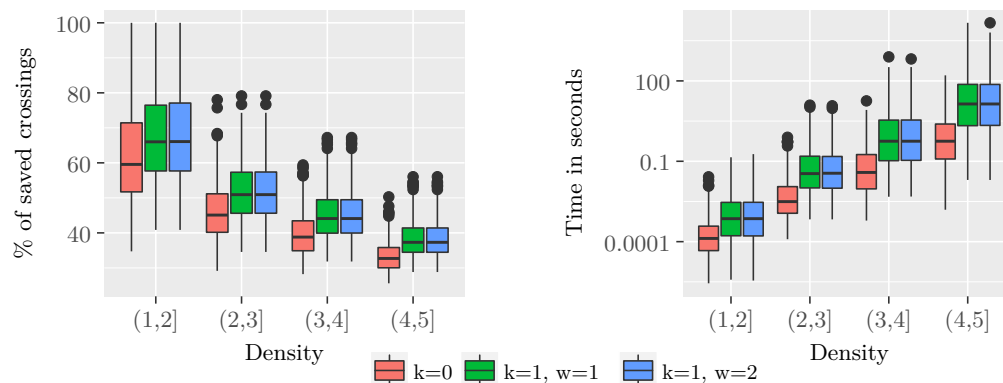 % of saved crossings
100
80
60
40
(1,2] (2,3] (3,4] (4,5]
Density
Time in seconds
100
0.1
0.0001
(1,2] (2,3] (3,4] (4,5]
Density
k=0 k=1, w=1 k=1, w=2